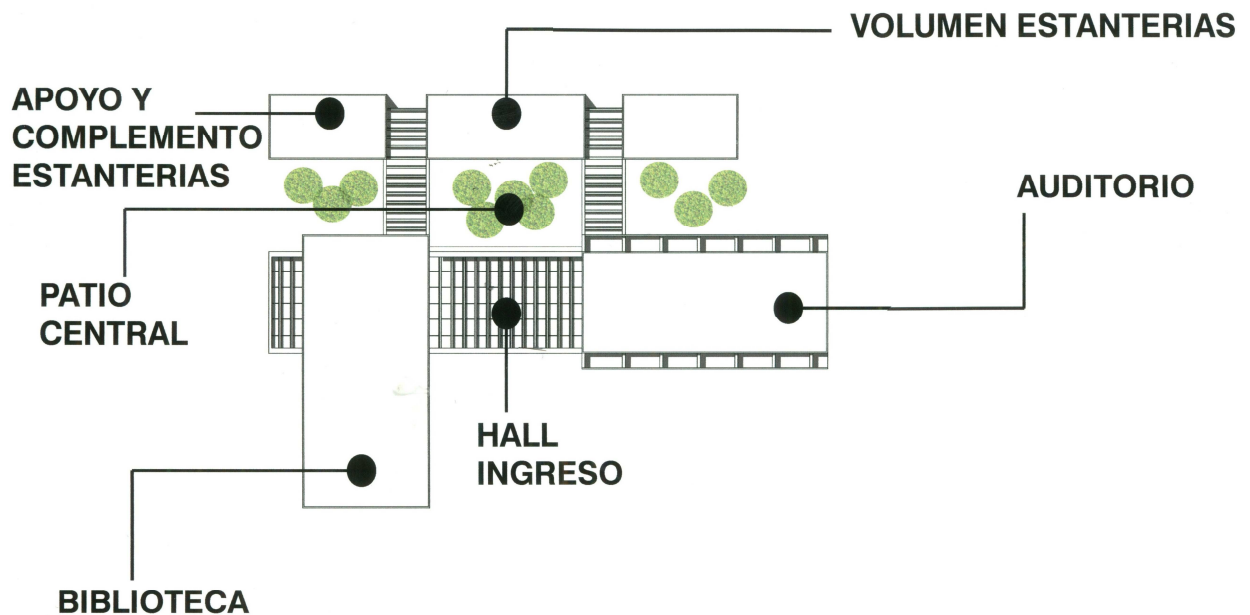 VOLUMEN ESTANTERIAS
APOYO Y
COMPLEMENTO
ESTANTERIAS
AUDITORIO
PATIO
CENTRAL
HALL
INGRESO
BIBLIOTECA